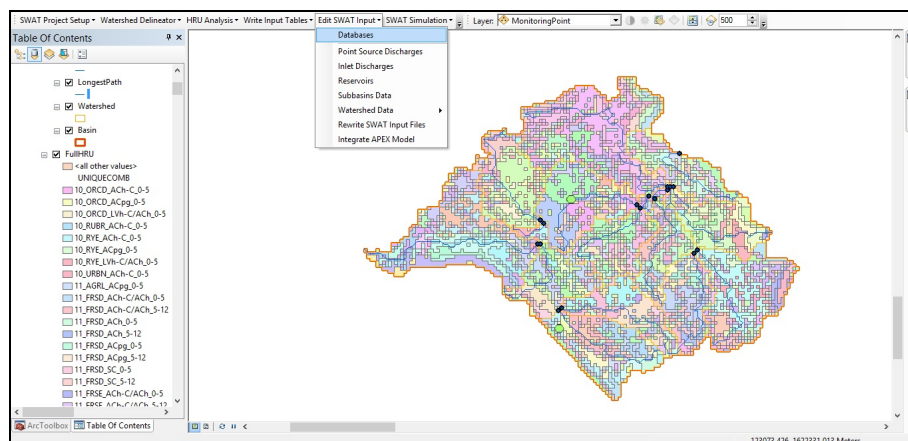 SWAT Project Setup Watershed Delineator HRU Analysis Write Input Tables Edit SWAT Input SWAT Simulation Layer: MonitoringPoint 500
Table Of Contents
LongestPath
Watershed
Basin
FullHRU
<all other values>
UNIQUECOMB
10_ORCD_ACh-C_0-5
10_ORCD_ACpg_0-5
10_ORCD_LVh-C/ACh_0-5
10_RUBR_ACh-C_0-5
10_RYE_ACh-C_0-5
10_RYE_ACpg_0-5
10_RYE_LVh-C/ACh_0-5
10_URBN_ACh-C_0-5
11_AGRL_ACpg_0-5
11_FRSD_ACh-C/ACh_0-5
11_FRSD_ACh-C/ACh_5-12
11_FRSD_ACh_0-5
11_FRSD_ACh_5-12
11_FRSD_ACpg_0-5
11_FRSD_ACpg_5-12
11_FRSD_SC_0-5
11_FRSD_SC_5-12
11_FRSE_ACh-C/ACh_0-5
11_FRSE_ACh-C/ACh_5-12
ArcToolbox Table Of Contents
Databases
Point Source Discharges
Inlet Discharges
Reservoirs
Subbasins Data
Watershed Data
Rewrite SWAT Input Files
Integrate APEX Model